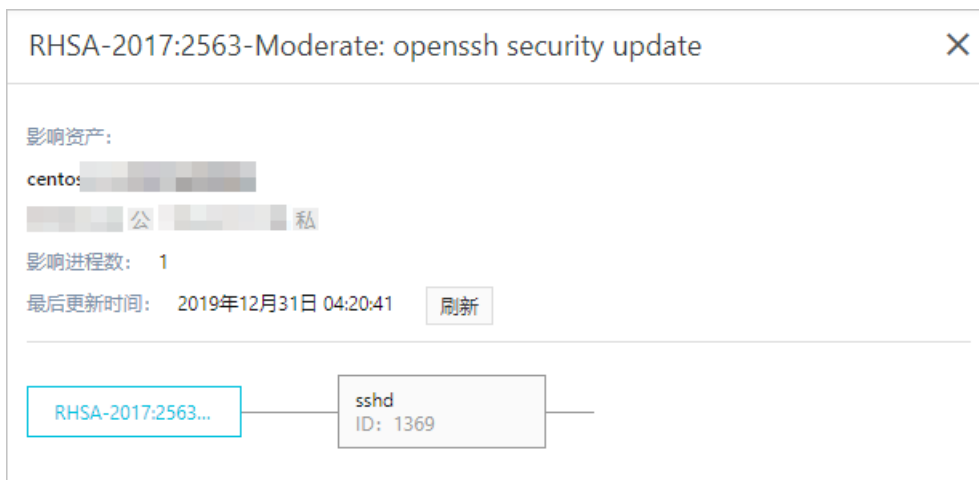 RHSA-2017:2563-Moderate: openssh security update
影响资产：
公 私
影响进程数： 1
最后更新时间： 2019年12月31日 04:20:41 刷新
RHSA-2017:2563...
sshd
ID：1369